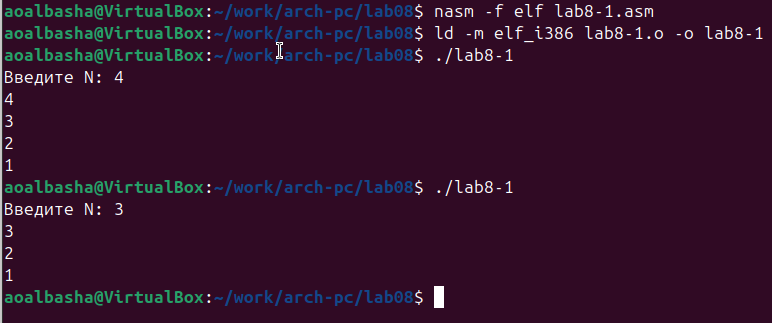 aoalbasha@VirtualBox:~/work/arch-pc/lab08$ nasm -f elf lab8-1.asm
aoalbasha@VirtualBox:~/work/arch-pc/lab08$ ld -m elf_i386 lab8-1.o -o lab8-1
aoalbasha@VirtualBox:~/work/arch-pc/lab08$ ./lab8-1
Введите N: 4
4
3
2
1
aoalbasha@VirtualBox:~/work/arch-pc/lab08$ ./lab8-1
Введите N: 3
3
2
1
aoalbasha@VirtualBox:~/work/arch-pc/lab08$